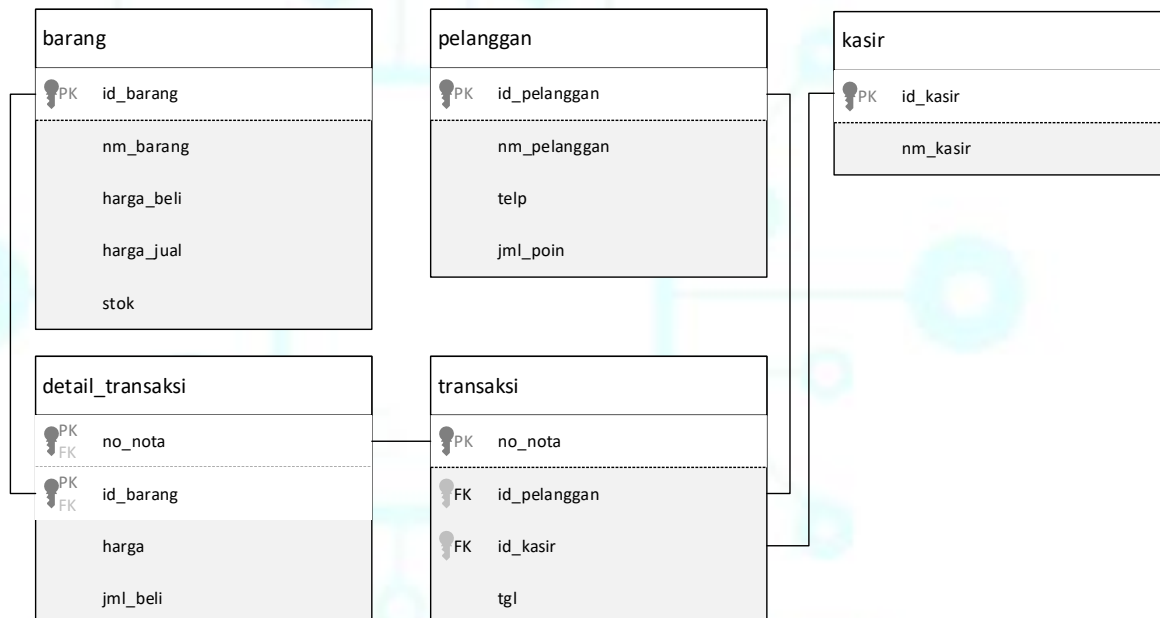 barang
PK id_barang
nm_barang
harga_beli
harga_jual
stok
pelanggan
PK id_pelanggan
nm_pelanggan
telp
jml_poin
kasir
PK id_kasir
nm_kasir
detail_transaksi
PK
FK
no_nota
PK
FK
id_barang
harga
jml_beli
transaksi
PK no_nota
FK id_pelanggan
FK id_kasir
tgl